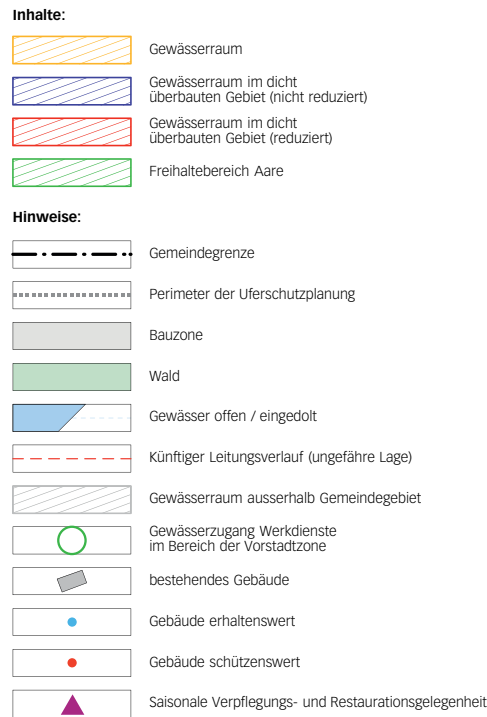 Inhalte:
Gewässerraum
Gewässerraum im dicht
überbauten Gebiet (nicht reduziert)
Gewässerraum im dicht
überbauten Gebiet (reduziert)
Freihaltebereich Aare
Hinweise:
Gemeindegrenze
Perimeter der Uferschutzplanung
Bauzone
Wald
Gewässer offen / eingedolt
Künftiger Leitungsverlauf (ungefähre Lage)
Gewässerraum ausserhalb Gemeindegebiet
Gewässerzugang Werkdienste
im Bereich der Vorstadtzone
bestehendes Gebäude
Gebäude erhaltenswert
Gebäude schützenswert
Saisonale Verpflegungs- und Restaurationsgelegenheit